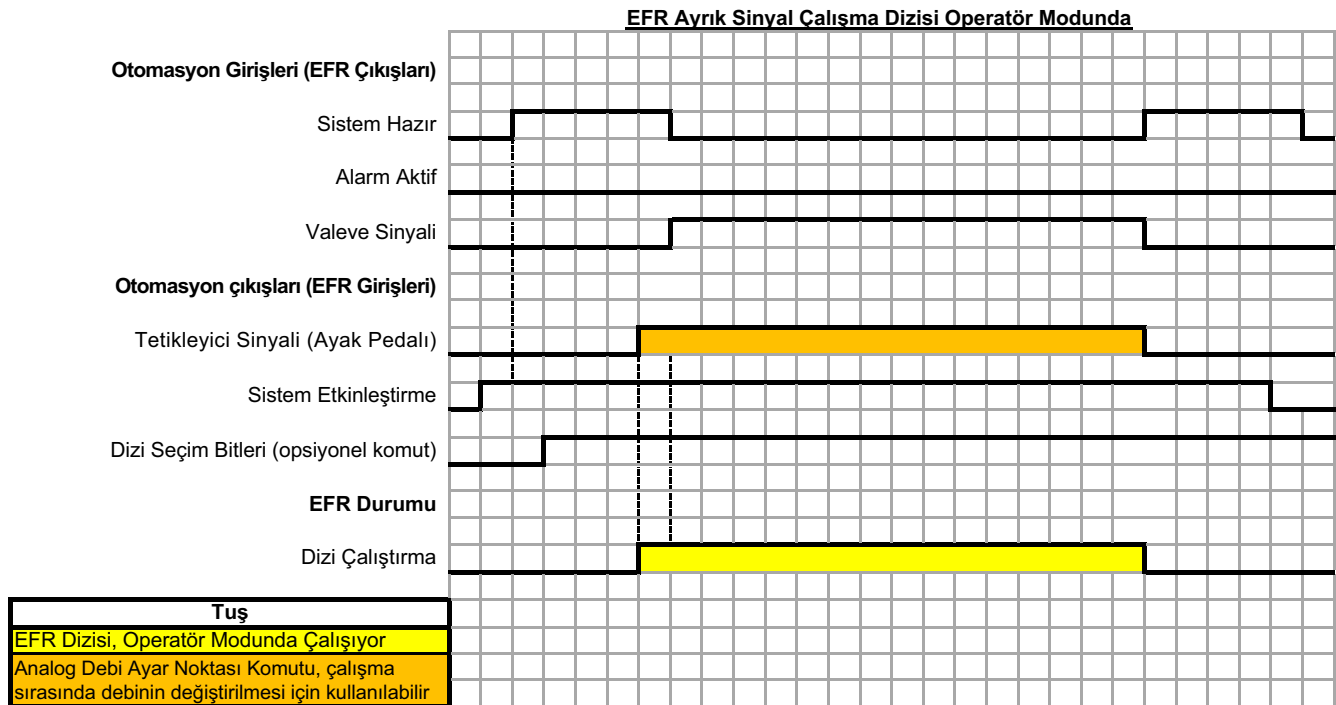 EFR Ayrık Sinyal Çalışma Dizisi Operatör Modunda
Otomasyon Girişleri (EFR Çıkışları)
Sistem Hazır
Alarm Aktif
Valeve Sinyali
Otomasyon çıkışları (EFR Girişleri)
Tetikleyici Sinyali (Ayak Pedalı)
Sistem Etkinleştirme
Dizi Seçim Bitleri (opsiyonel komut)
EFR Durumu
Dizi Çalıştırma
Tuş
EFR Dizisi, Operatör Modunda Çalışıyor
Analog Debi Ayar Noktası Komutu, çalışma
sırasında debinin değiştirilmesi için kullanılabilir